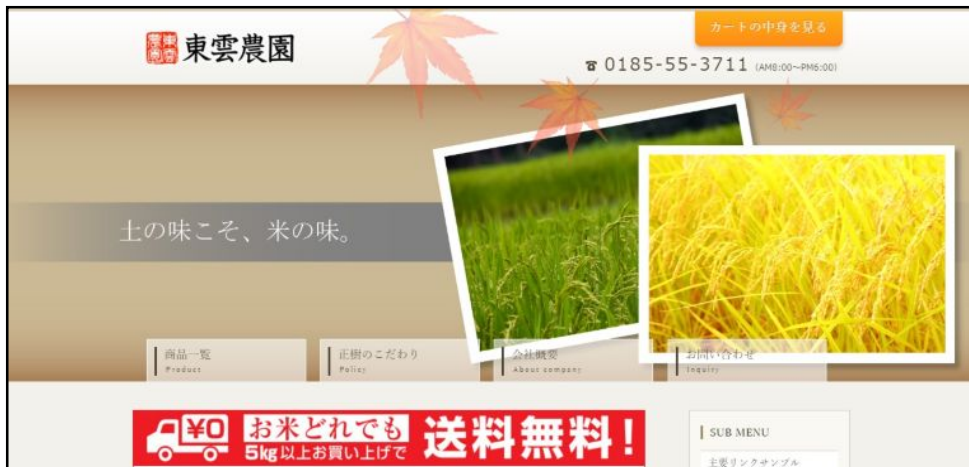 東雲農園
東雲農園
カートの中身を見る
☎ 0185-55-3711 (AM8:00~PM6:00)
土の味こそ、米の味。
商品一覧
Product
正樹のこだわり
Policy
会社概要
About company
お問い合わせ
Inquiry
¥0
お米どれでも
5kg以上お買い上げで
送料無料!
SUB MENU
主要リンクサンプル